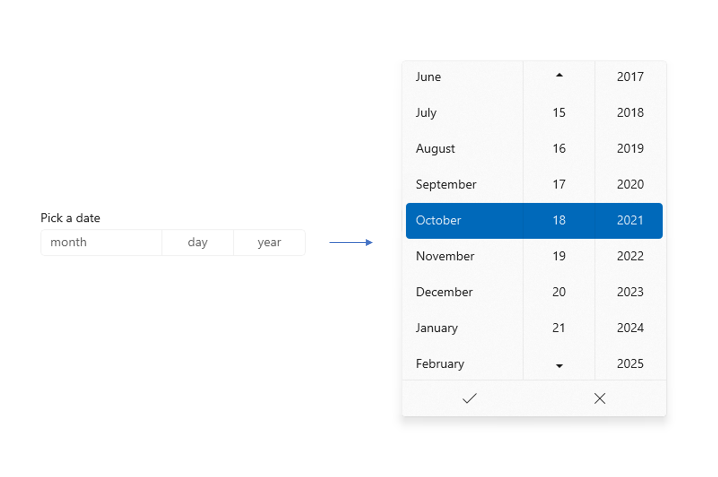 Pick a date
month day year
June 2017
July 15 2018
August 16 2019
September 17 2020
October 18 2021
November 19 2022
December 20 2023
January 21 2024
February 2025